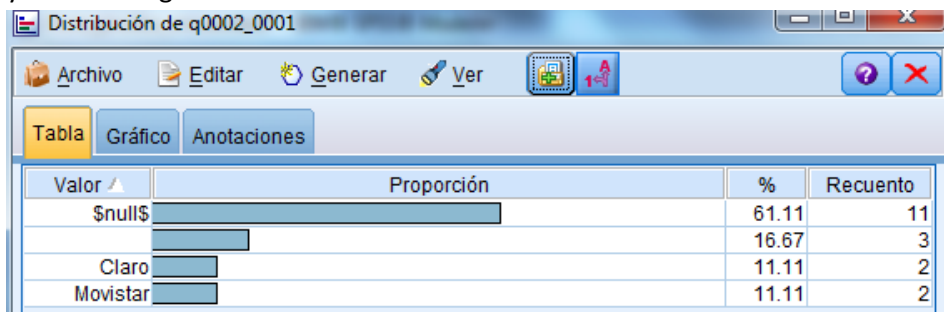 Distribución de q0002_0001
Archivo Editar Generar Ver
Tabla Gráfico Anotaciones
Valor Proporción % Recuento
$null$ 61.11 11
16.67 3
Claro 11.11 2
Movistar 11.11 2